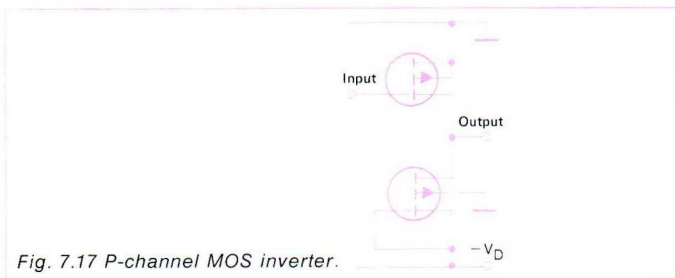 Input
Output
−V_D
Fig. 7.17 P-channel MOS inverter.